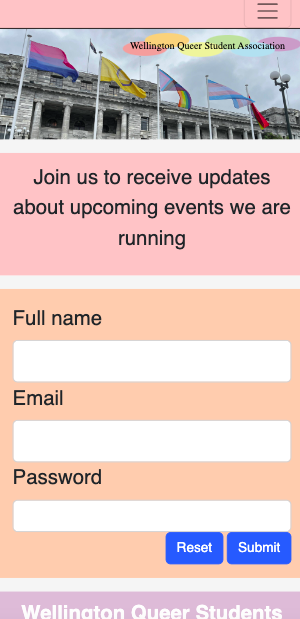 Wellington Queer Student Association
Join us to receive updates
about upcoming events we are
running
Full name
Email
Password
Reset Submit
Wellington Queer Students